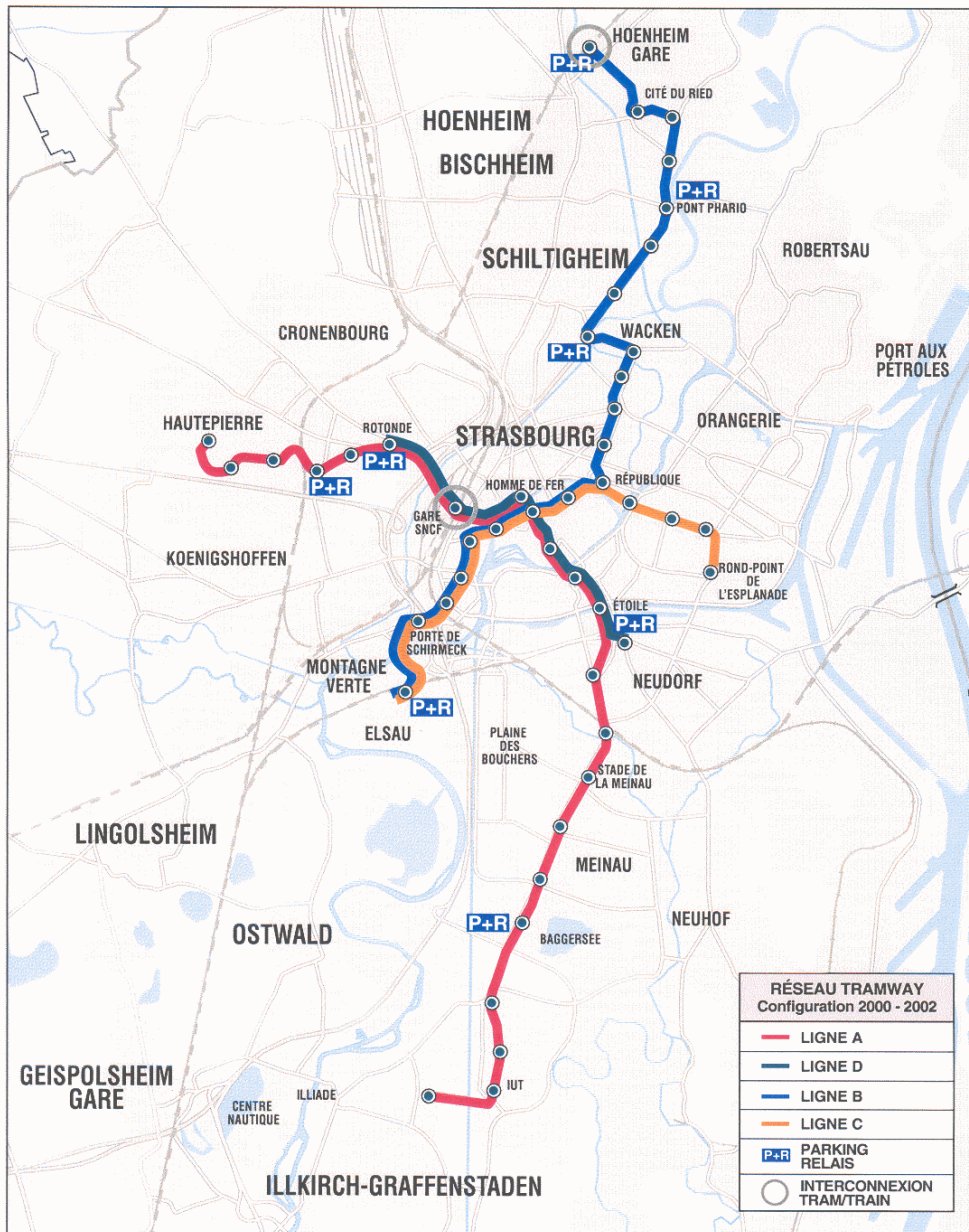 HOENHEIM
GARE
P+R
CITÉ DU RIED
HOENHEIM
BISCHHEIM
P+R
PONT PHARIO
ROBERTSAU
SCHILTIGHEIM
CRONENBOURG
WACKEN
P+R
PORT AUX
PÉTROLES
HAUTEPIERRE
ROTONDE
STRASBOURG
ORANGERIE
P+R
P+R
HOMME DE FER
RÉPUBLIQUE
GARE
SNCF
KOENIGSHOFFEN
ROND-POINT
DE
L'ESPLANADE
ÉTOILE
P+R
PORTE DE
SCHIRMECK
MONTAGNE
VERTE
NEUDORF
P+R
ELSAU
PLAINE
DES
BOUCHERS
STADE DE
LA MEINAU
LINGOLSHEIM
MEINAU
P+R
NEUHOF
OSTWALD
BAGGERSEE
GEISPOLSHEIM
GARE
IUT
ILLIADE
CENTRE
NAUTIQUE
ILLKIRCH-GRAFFENSTADEN
RÉSEAU TRAMWAY
Configuration 2000 - 2002
LIGNE A
LIGNE D
LIGNE B
LIGNE C
P+R PARKING
RELAIS
INTERCONNEXION
TRAM/TRAIN